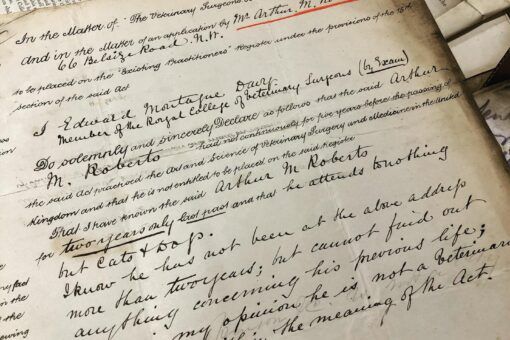 In the Matter of The Veterinary Surgeons
And in the Matter of an application by Mr Arthur M.
66 Belsize Road N.W.
to be placed on the "Existing Practitioners" Register under the provisions of the 15th
section of the said Act
I Edward Montague Davy
Member of the Royal College of Veterinary Surgeons (by Exam)
Do solemnly and sincerely Declare as follows that the said Arthur
M. Roberts had not continuously for five years before the passing of
the said Act practised the Art and Science of Veterinary Surgery and Medicine in the United
Kingdom and that he is not entitled to be placed on the said register
That I have known the said Arthur M Roberts
for two years only last past and that he attends to nothing
but Cats & Dogs.
I know he has not been at the above address
more than two years; but cannot find out
anything concerning his previous life;
my opinion he is not a Veterinary
in the meaning of the Act.